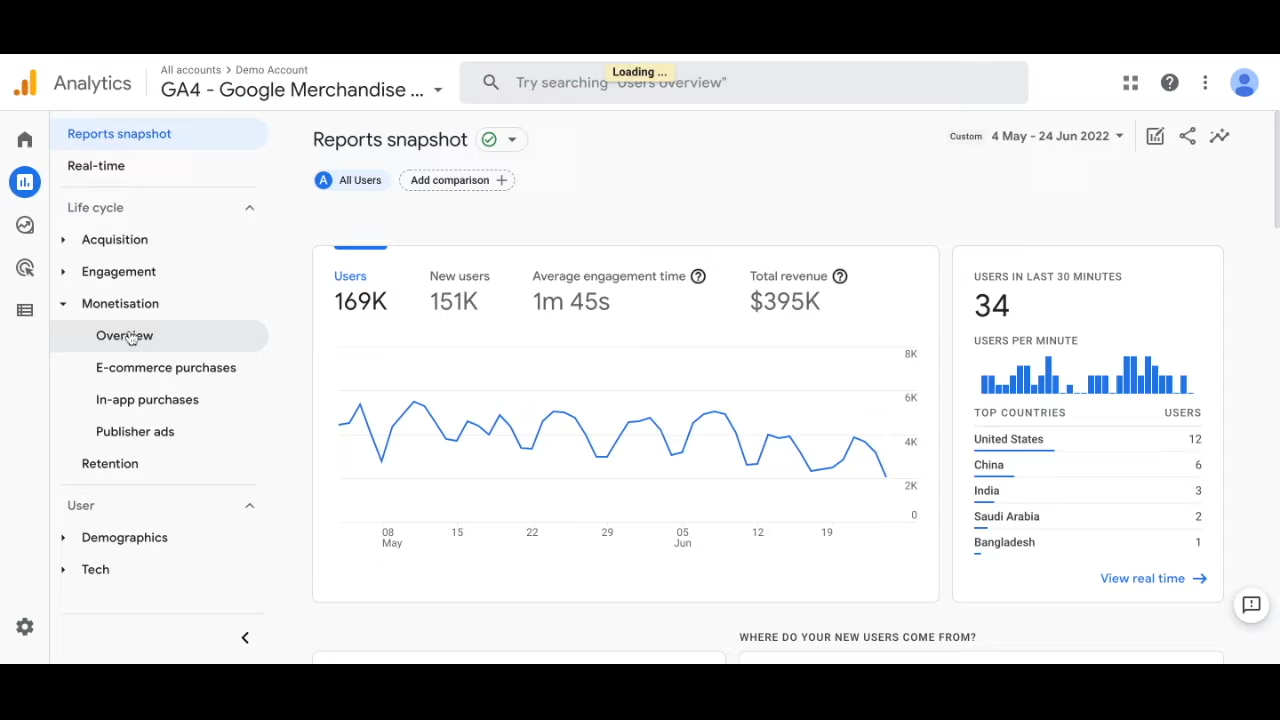 Analytics
All accounts > Demo Account
GA4 - Google Merchandise ...
Try searching "Users overview"
Loading ...
Reports snapshot
Real-time
Life cycle
Acquisition
Engagement
Monetisation
Overview
E-commerce purchases
In-app purchases
Publisher ads
Retention
User
Demographics
Tech
Reports snapshot
Custom 4 May - 24 Jun 2022
A All Users
Add comparison +
Users
169K
New users
151K
Average engagement time
1m 45s
Total revenue
$395K
8K
6K
4K
2K
0
08 May
15
22
29
05 Jun
12
19
USERS IN LAST 30 MINUTES
34
USERS PER MINUTE
TOP COUNTRIES USERS
United States 12
China 6
India 3
Saudi Arabia 2
Bangladesh 1
View real time
WHERE DO YOUR NEW USERS COME FROM?